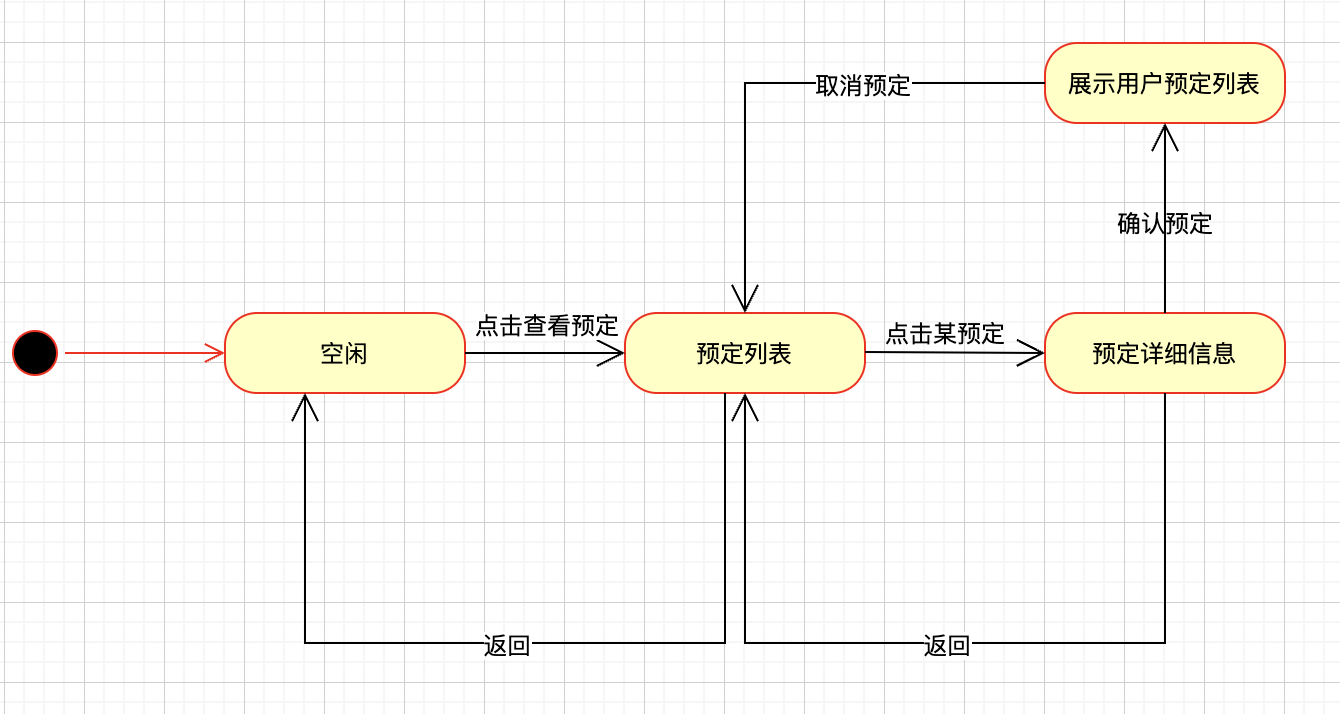 取消预定
展示用户预定列表
确认预定
点击查看预定
点击某预定
空闲
预定列表
预定详细信息
返回
返回